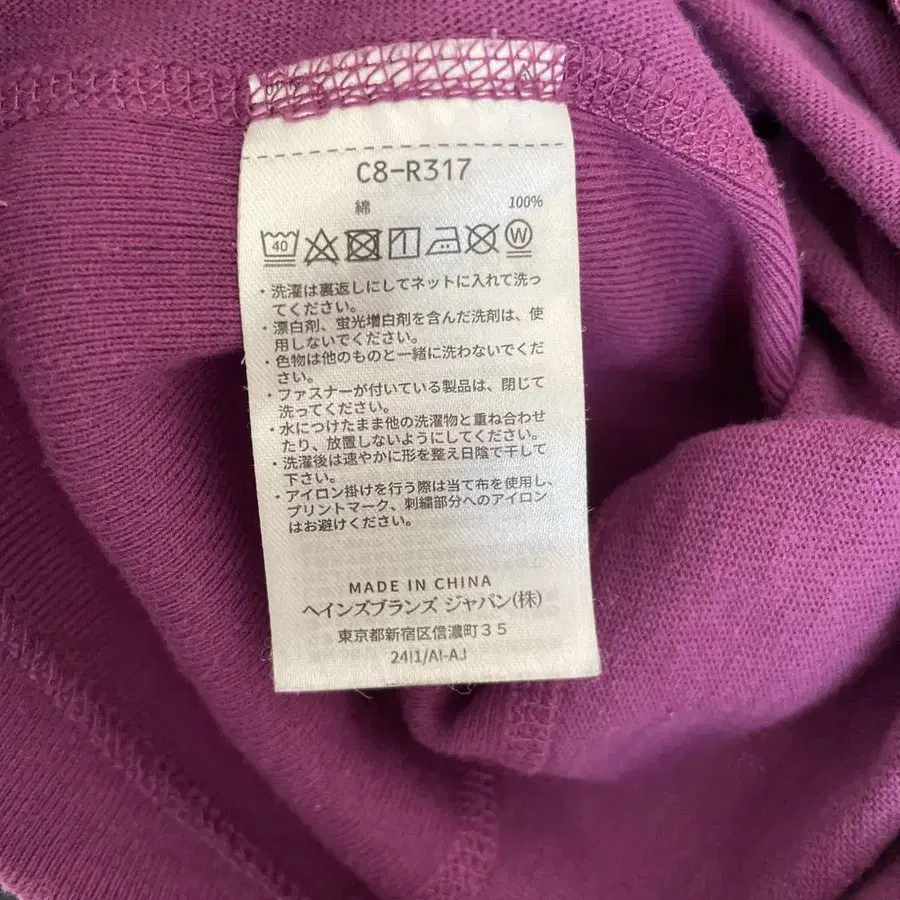 C8-R317
綿 100%
40 W
・洗濯は裏返しにしてネットに入れて洗っ
てください。
・漂白剤、蛍光増白剤を含んだ洗剤は、使
用しないでください。
・色物は他のものと一緒に洗わないでくだ
さい。
・ファスナーが付いている製品は、閉じて
洗ってください。
・水につけたまま他の洗濯物と重ね合わせ
たり、放置しないようにしてください。
・洗濯後は速やかに形を整え日陰で干して
下さい。
・アイロン掛けを行う際は当て布を使用し、
プリントマーク、刺繍部分へのアイロン
はお避けください。
MADE IN CHINA
ヘインズブランズ ジャパン(株)
東京都新宿区信濃町35
24I1/AI-AJ